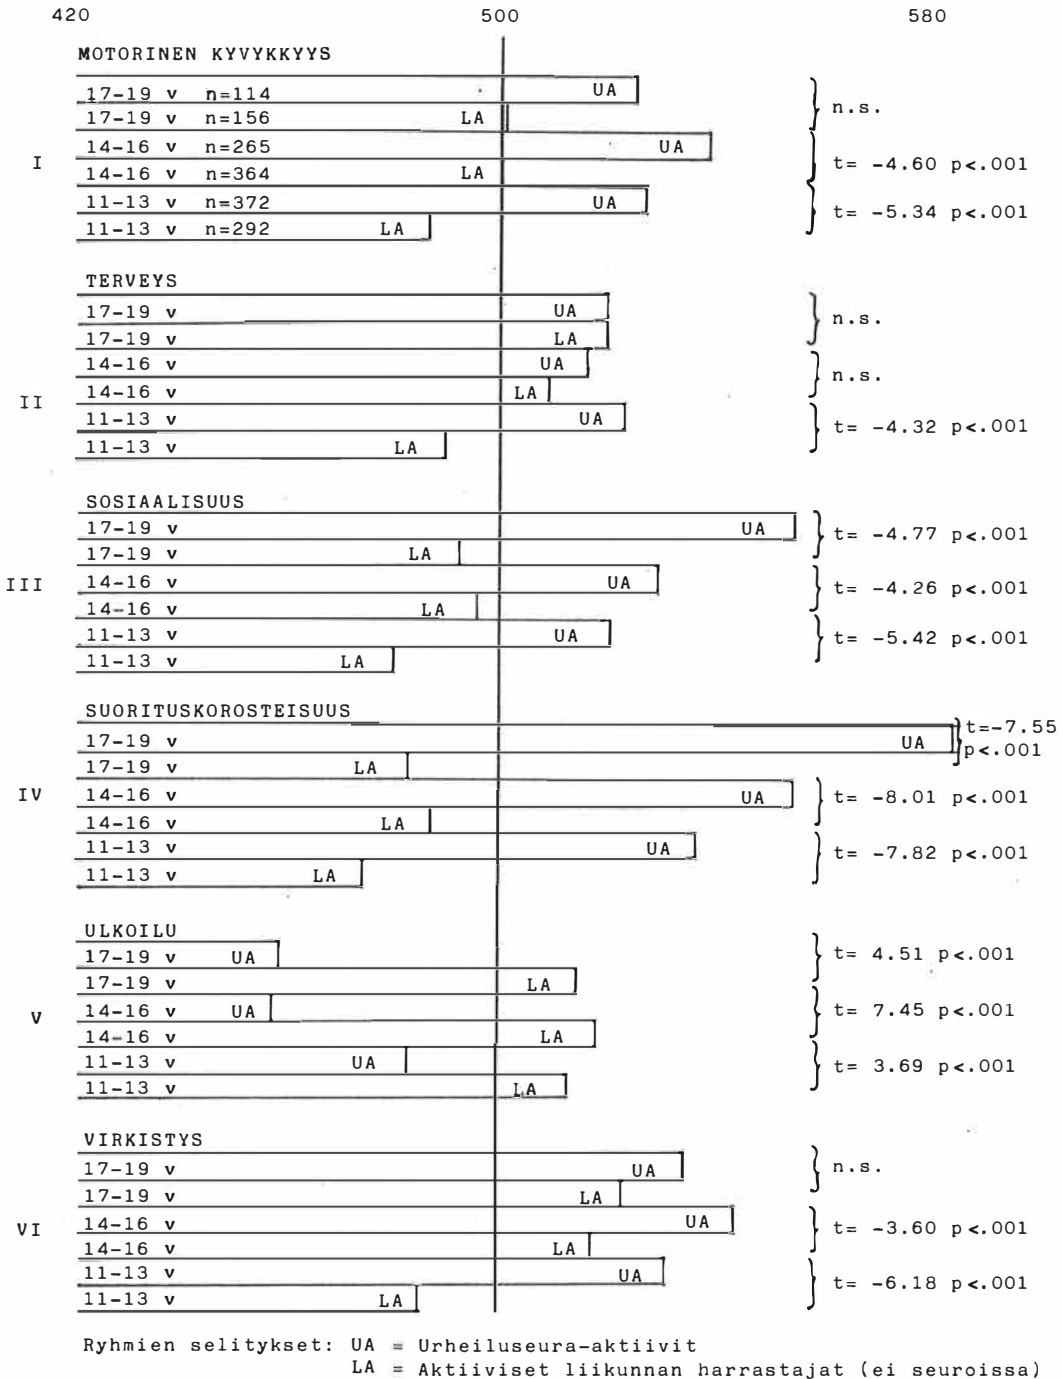 420 500 580
MOTORINEN KYVYKKYYS
17-19 v n=114 UA
17-19 v n=156 LA
n.s.
14-16 v n=265 UA
I
14-16 v n=364 LA
t= -4.60 p<.001
11-13 v n=372 UA
11-13 v n=292 LA
t= -5.34 p<.001
TERVEYS
17-19 v UA
17-19 v LA
n.s.
14-16 v UA
14-16 v LA
n.s.
II
11-13 v UA
11-13 v LA
t= -4.32 p<.001
SOSIAALISUUS
17-19 v UA
17-19 v LA
t= -4.77 p<.001
III
14-16 v UA
14-16 v LA
t= -4.26 p<.001
11-13 v UA
11-13 v LA
t= -5.42 p<.001
SUORITUSKOROSTEISUUS
17-19 v UA
t=-7.55
p<.001
17-19 v LA
IV
14-16 v UA
14-16 v LA
t= -8.01 p<.001
11-13 v UA
11-13 v LA
t= -7.82 p<.001
ULKOILU
17-19 v UA
17-19 v LA
t= 4.51 p<.001
V
14-16 v UA
14-16 v LA
t= 7.45 p<.001
11-13 v UA
11-13 v LA
t= 3.69 p<.001
VIRKISTYS
17-19 v UA
17-19 v LA
n.s.
VI
14-16 v UA
14-16 v LA
t= -3.60 p<.001
11-13 v UA
11-13 v LA
t= -6.18 p<.001
Ryhmien selitykset: UA = Urheiluseura-aktiivit
LA = Aktiiviset liikunnan harrastajat (ei seuroissa)